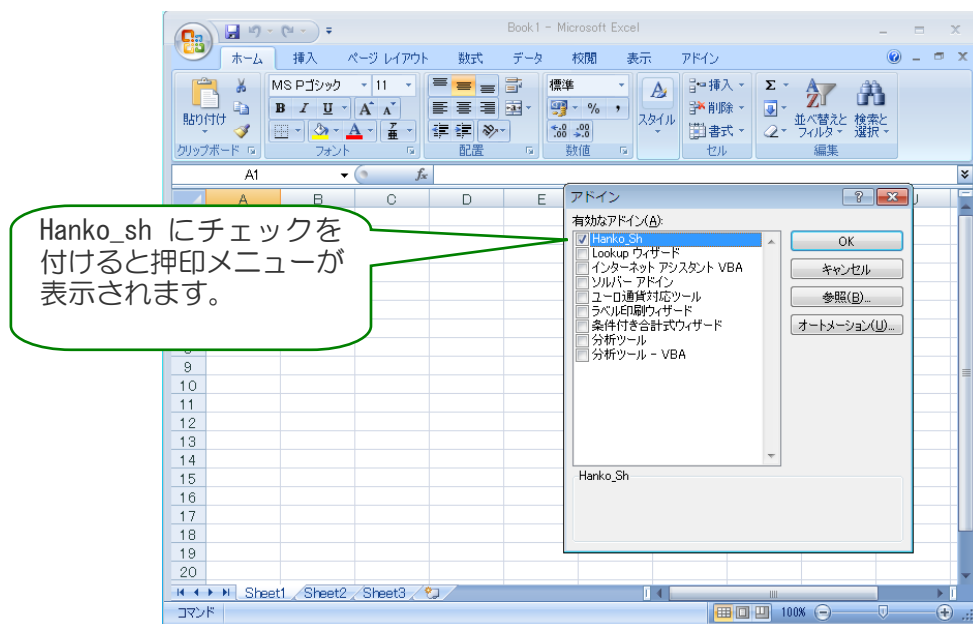 Book1 - Microsoft Excel
ホーム 挿入 ページ レイアウト 数式 データ 校閲 表示 アドイン
貼り付け
MS Pゴシック 11
B I U A A
標準
% ,
スタイル
挿入
削除
書式
Σ
並べ替えと フィルタ
検索と 選択
クリップボード フォント 配置 数値 セル 編集
A1 fx
A B C D E J
Hanko_sh にチェックを
付けると押印メニューが
表示されます。
アドイン
有効なアドイン(A):
Hanko_Sh
Lookup ウィザード
インターネット アシスタント VBA
ソルバー アドイン
ユーロ通貨対応ツール
ラベル印刷ウィザード
条件付き合計式ウィザード
分析ツール
分析ツール - VBA
OK
キャンセル
参照(B)...
オートメーション(U)...
Hanko_Sh
9
10
11
12
13
14
15
16
17
18
19
20
Sheet1 Sheet2 Sheet3
コマンド 100%